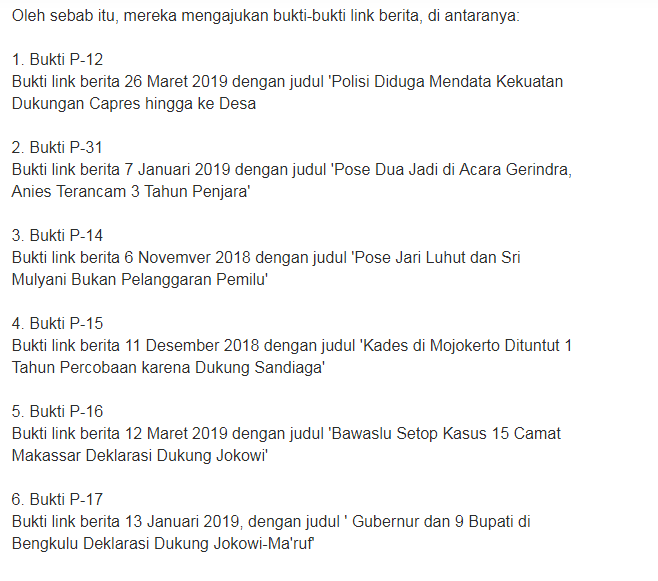 Oleh sebab itu, mereka mengajukan bukti-bukti link berita, di antaranya:
1. Bukti P-12
Bukti link berita 26 Maret 2019 dengan judul 'Polisi Diduga Mendata Kekuatan
Dukungan Capres hingga ke Desa
2. Bukti P-31
Bukti link berita 7 Januari 2019 dengan judul 'Pose Dua Jadi di Acara Gerindra,
Anies Terancam 3 Tahun Penjara'
3. Bukti P-14
Bukti link berita 6 Novemver 2018 dengan judul 'Pose Jari Luhut dan Sri
Mulyani Bukan Pelanggaran Pemilu'
4. Bukti P-15
Bukti link berita 11 Desember 2018 dengan judul 'Kades di Mojokerto Dituntut 1
Tahun Percobaan karena Dukung Sandiaga'
5. Bukti P-16
Bukti link berita 12 Maret 2019 dengan judul 'Bawaslu Setop Kasus 15 Camat
Makassar Deklarasi Dukung Jokowi'
6. Bukti P-17
Bukti link berita 13 Januari 2019, dengan judul ' Gubernur dan 9 Bupati di
Bengkulu Deklarasi Dukung Jokowi-Ma'ruf'